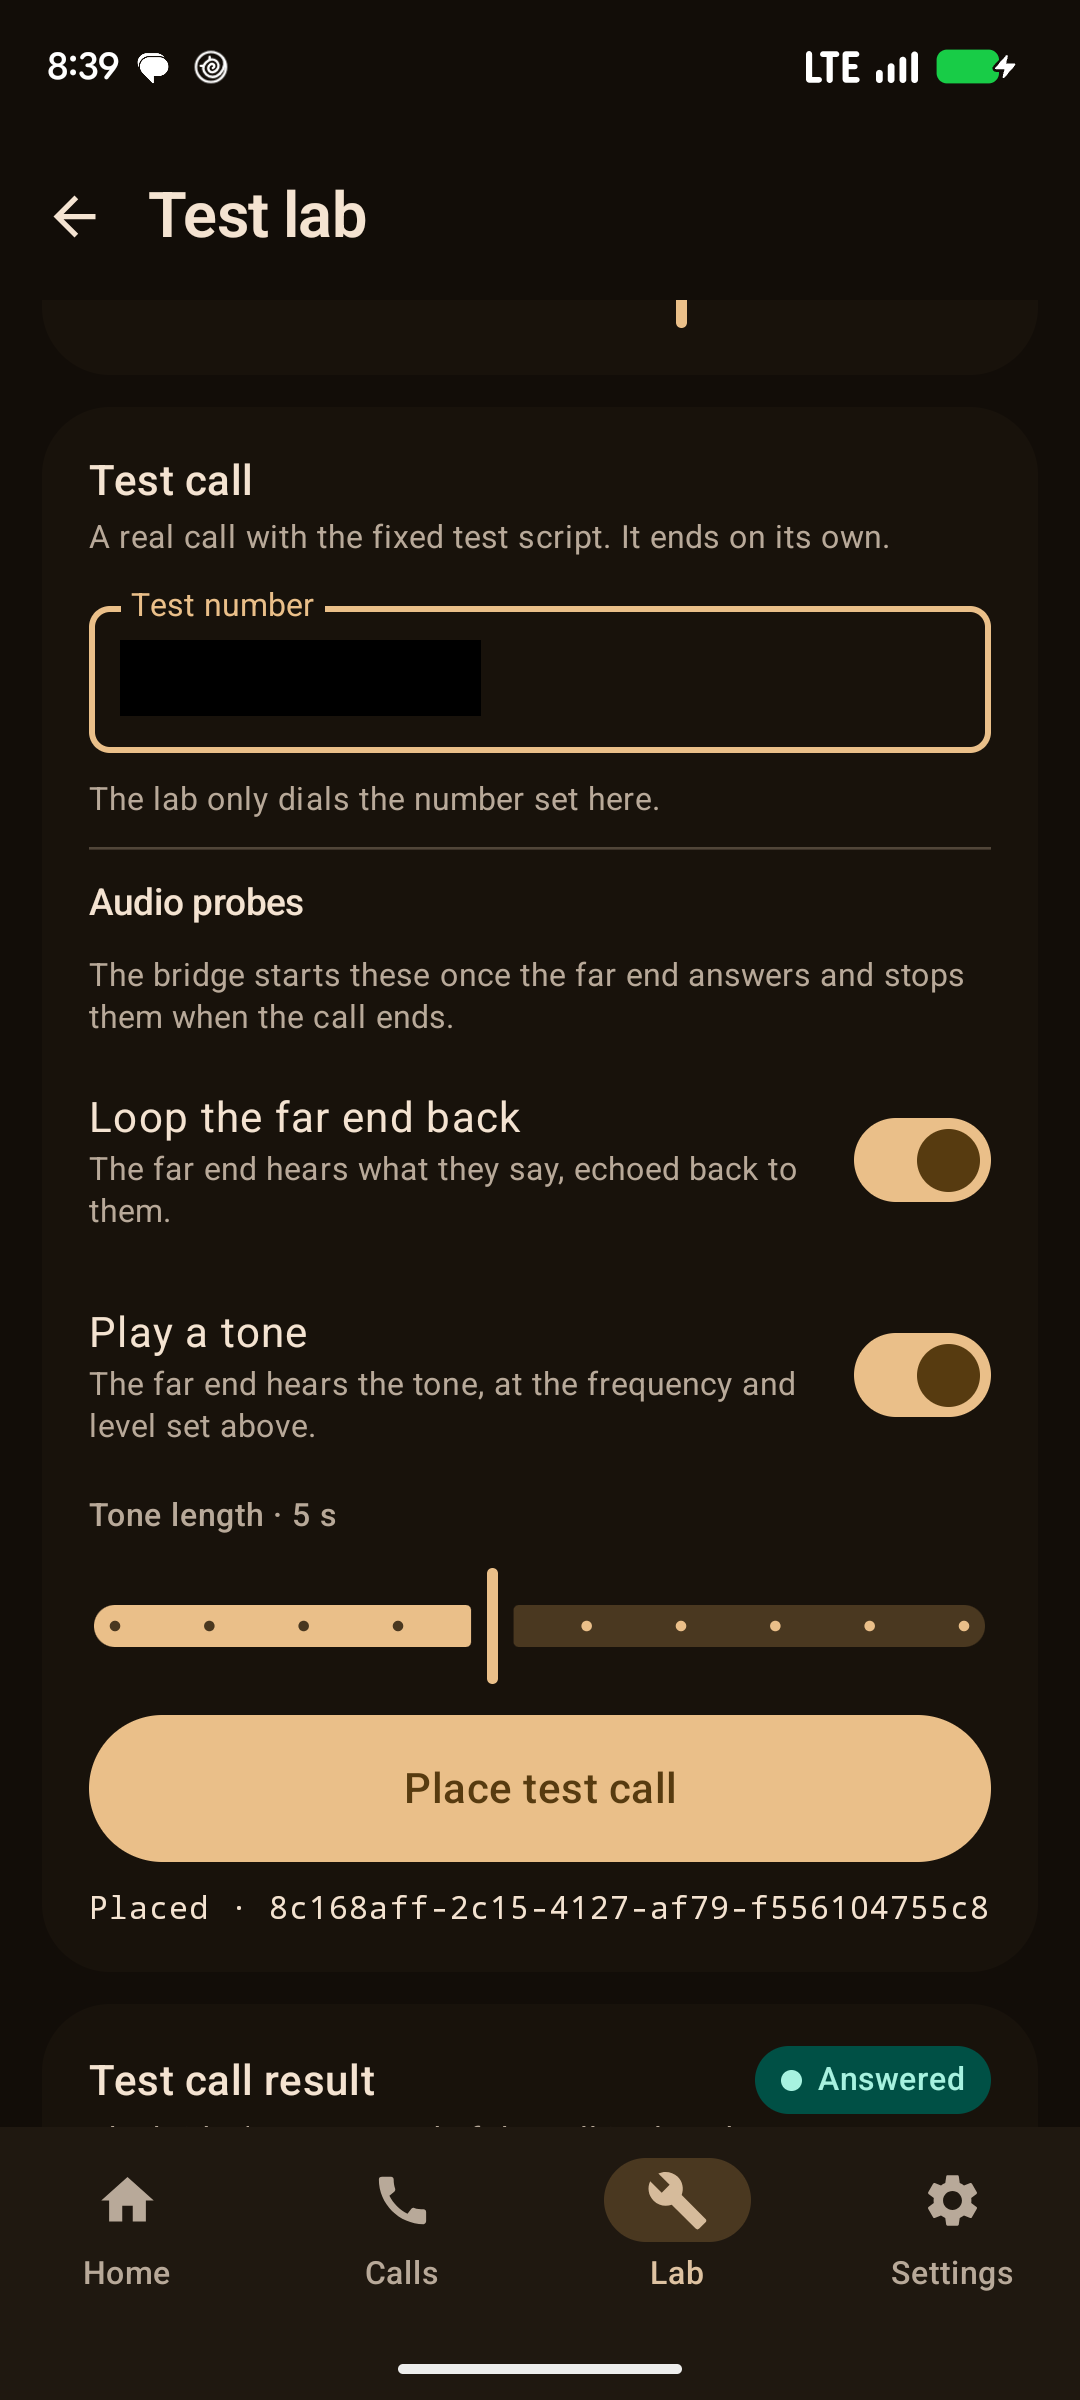 8:39
LTE
Test lab
Test call
A real call with the fixed test script. It ends on its own.
Test number
The lab only dials the number set here.
Audio probes
The bridge starts these once the far end answers and stops
them when the call ends.
Loop the far end back
The far end hears what they say, echoed back to
them.
Play a tone
The far end hears the tone, at the frequency and
level set above.
Tone length · 5 s
Place test call
Placed · 8c168aff-2c15-4127-af79-f556104755c8
Test call result
Answered
Home
Calls
Lab
Settings